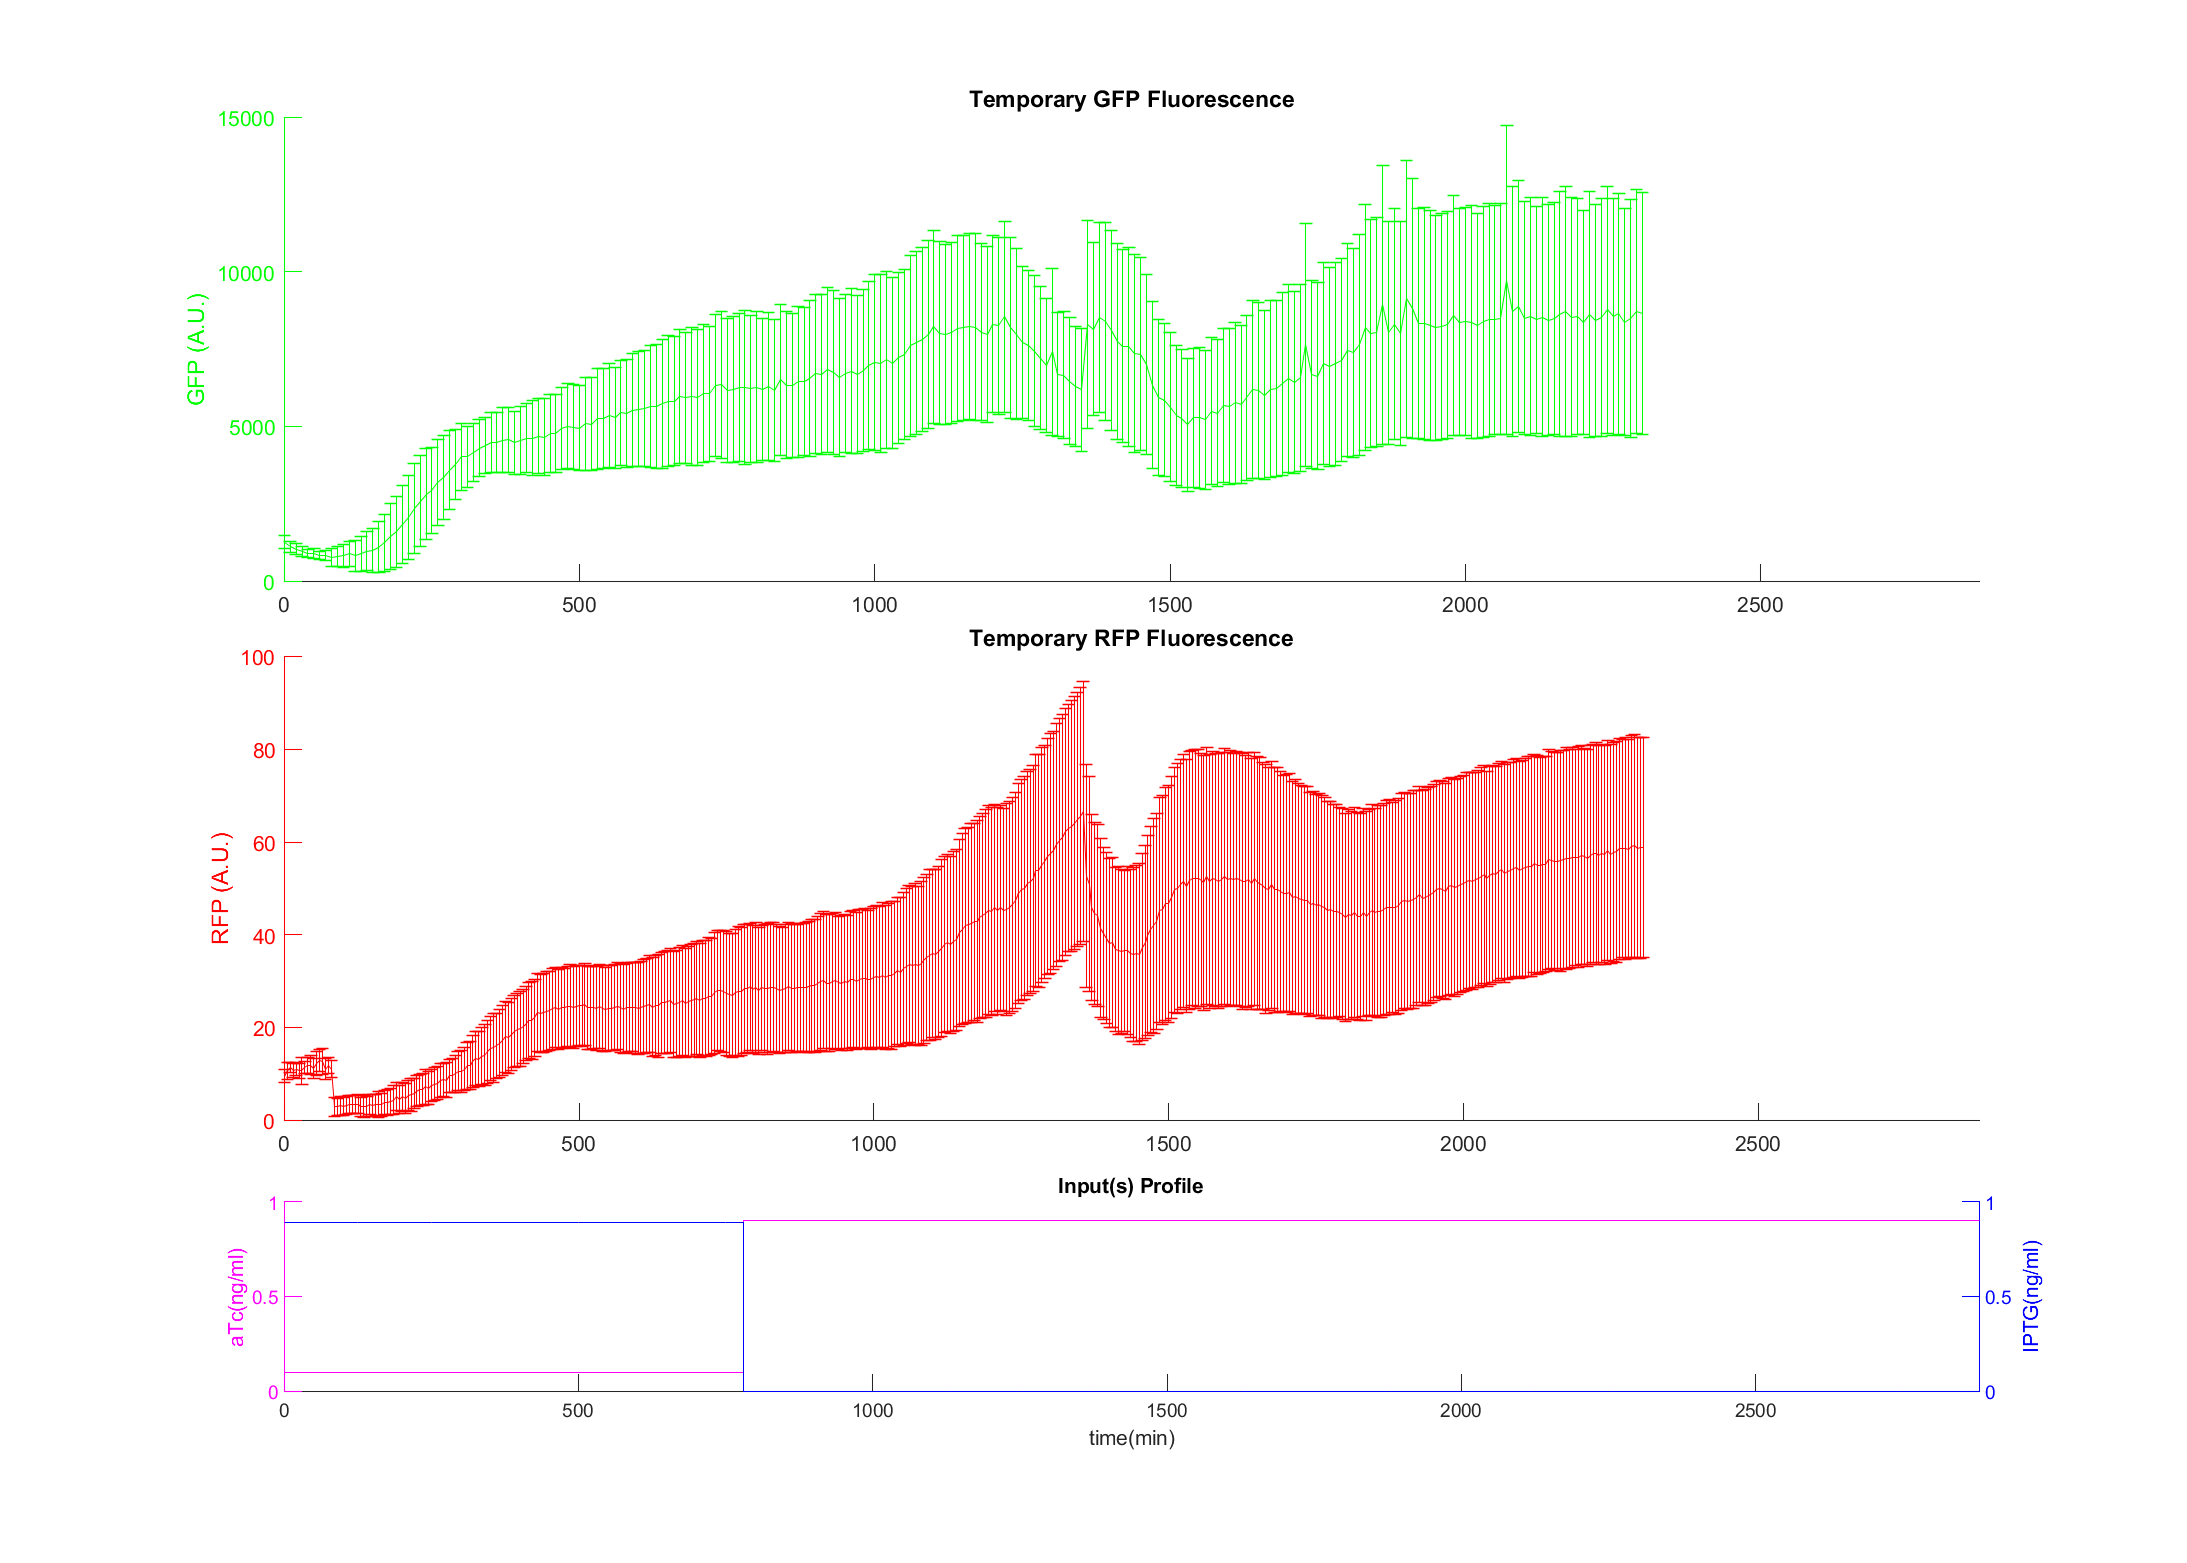 Temporary GFP Fluorescence
15000
10000
5000
0
GFP (A.U.)
0 500 1000 1500 2000 2500
Temporary RFP Fluorescence
100
80
60
40
20
0
RFP (A.U.)
0 500 1000 1500 2000 2500
Input(s) Profile
1
0.5
0
aTc(ng/ml)
1
0.5
0
IPTG(ng/ml)
0 500 1000 1500 2000 2500
time(min)